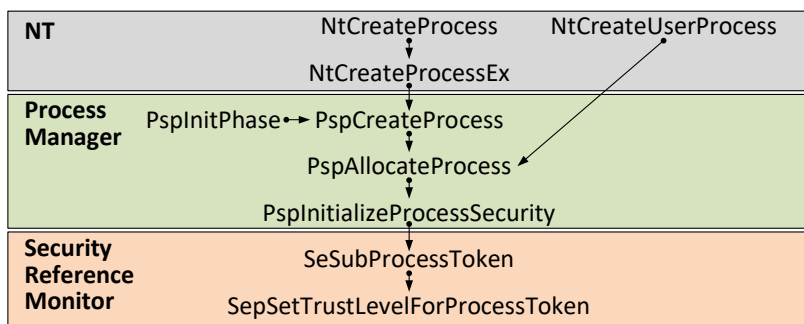 NT
NtCreateProcess
NtCreateUserProcess
NtCreateProcessEx
Process
Manager
PspInitPhase
PspCreateProcess
PspAllocateProcess
PspInitializeProcessSecurity
Security
Reference
Monitor
SeSubProcessToken
SepSetTrustLevelForProcessToken